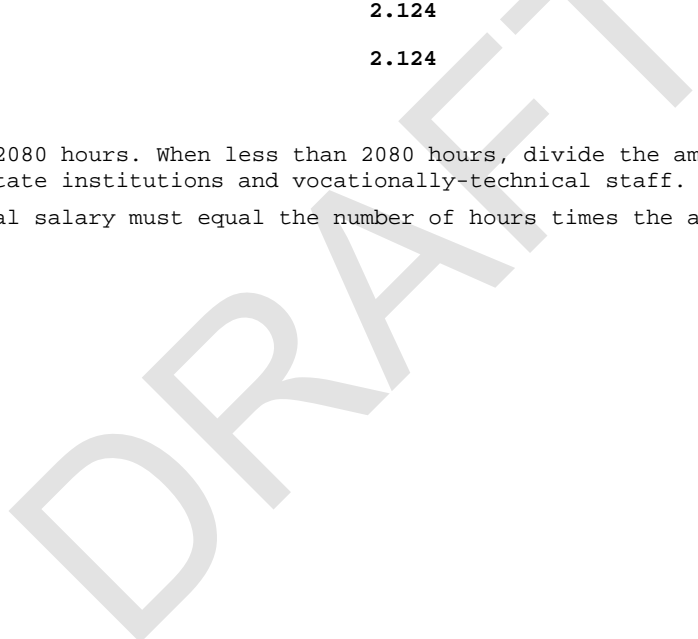 2.124
2.124
2080 hours. When less than 2080 hours, divide the am
tate institutions and vocationally-technical staff.
al salary must equal the number of hours times the a
DRAFT